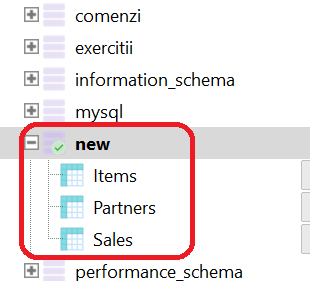 comenzi
exercitii
information_schema
mysql
new
Items
Partners
Sales
performance_schema